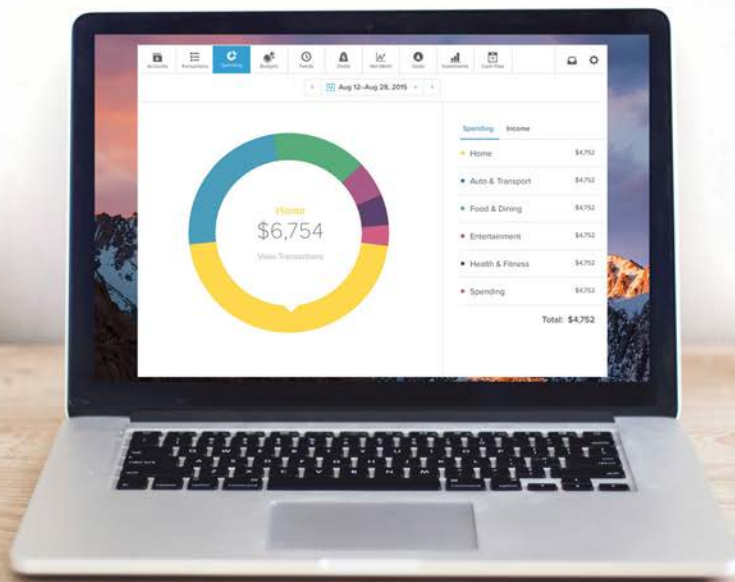 Accounts Transactions Spending Budgets Trends Debts Net Worth Goals Investments Cash Flow
12 Aug 12–Aug 28, 2015
Spending Income
Home $4,752
Auto & Transport $4,752
Food & Dining $4,752
Entertainment $4,752
Health & Fitness $4,752
Spending $4,752
Total: $4,752
Home
$6,754
View Transactions